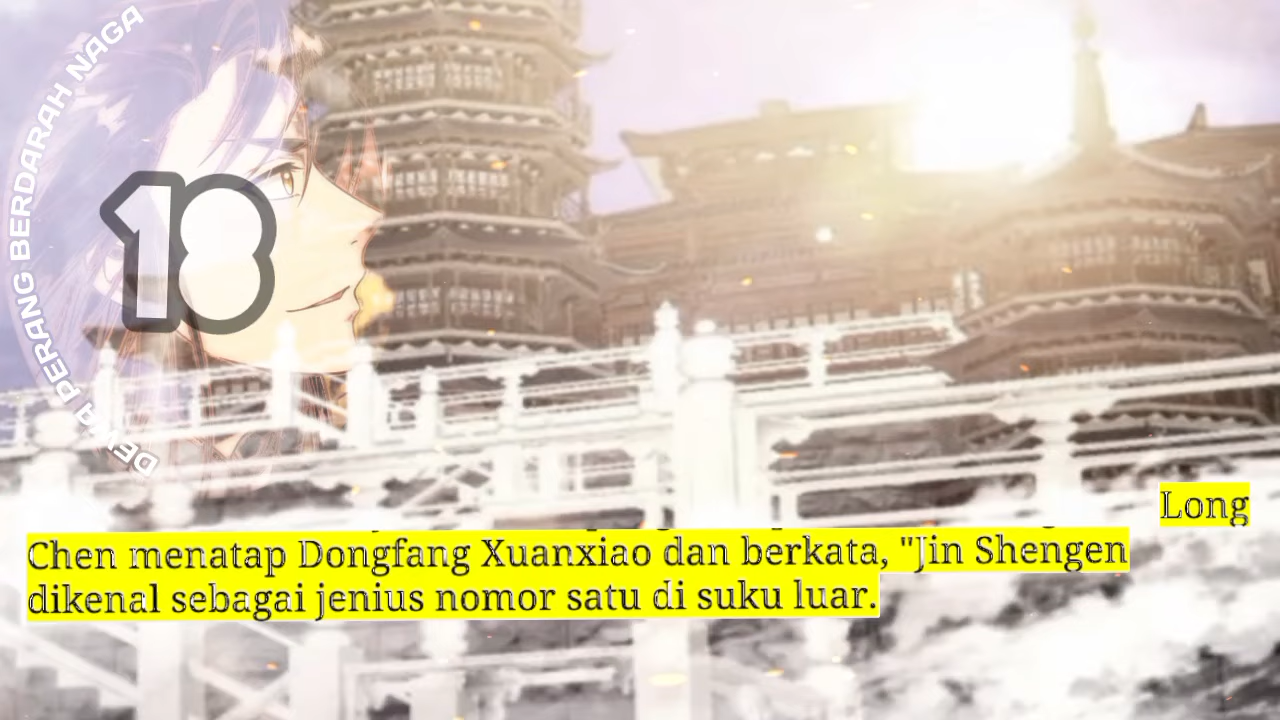 DEWA PERANG BERDARAH NAGA
18
Long
Chen menatap Dongfang Xuanxiao dan berkata, "Jin Shengen
dikenal sebagai jenius nomor satu di suku luar.